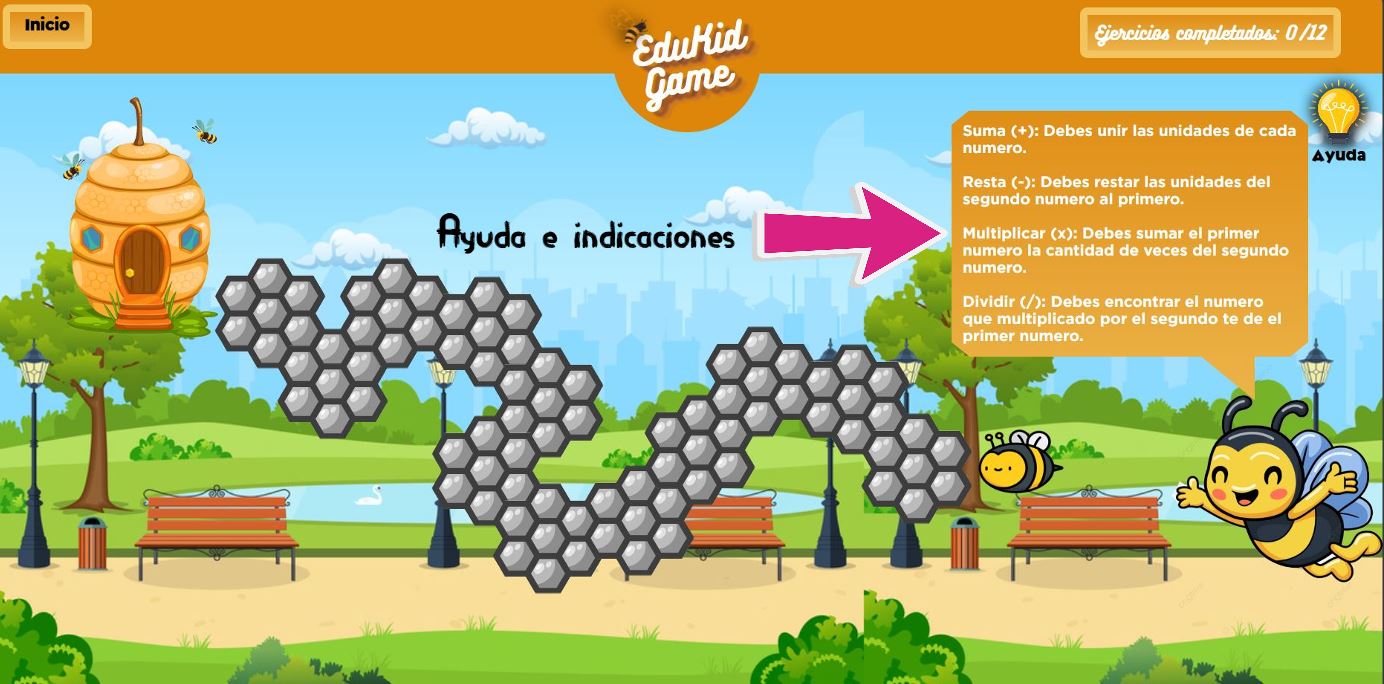 Inicio
EduKid
Game
Ejercicios completados: 0/12
Ayuda
Suma (+): Debes unir las unidades de cada
numero.
Resta (-): Debes restar las unidades del
segundo numero al primero.
Multiplicar (x): Debes sumar el primer
numero la cantidad de veces del segundo
numero.
Dividir (/): Debes encontrar el numero
que multiplicado por el segundo te de el
primer numero.
Ayuda e indicaciones